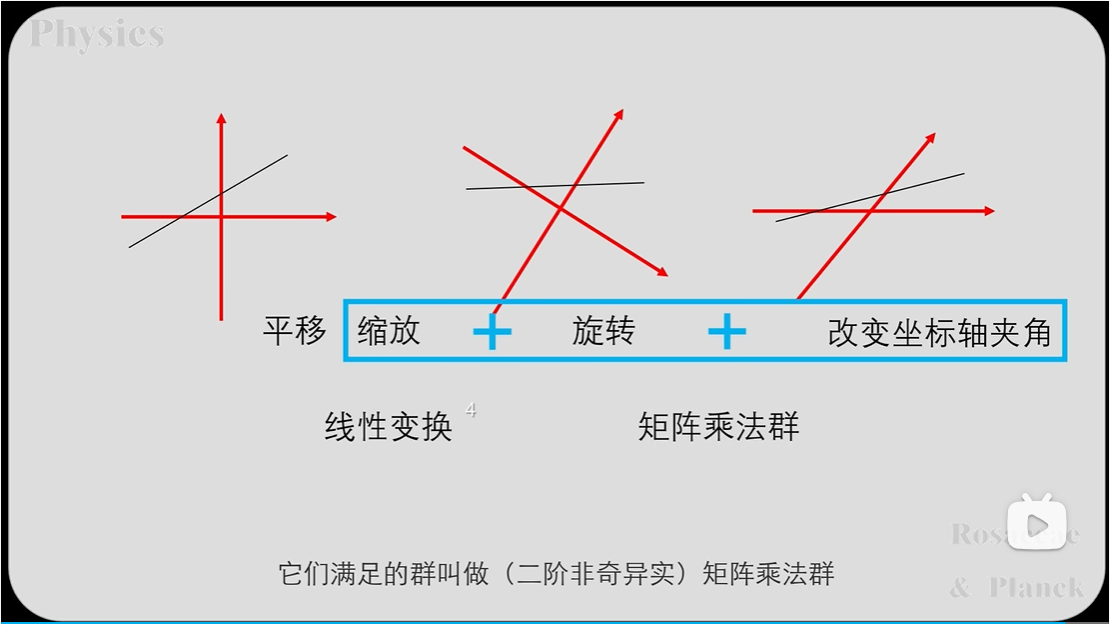 Physics
平移 缩放 + 旋转 + 改变坐标轴夹角
线性变换 4 矩阵乘法群
它们满足的群叫做（二阶非奇异实）矩阵乘法群
& Planck